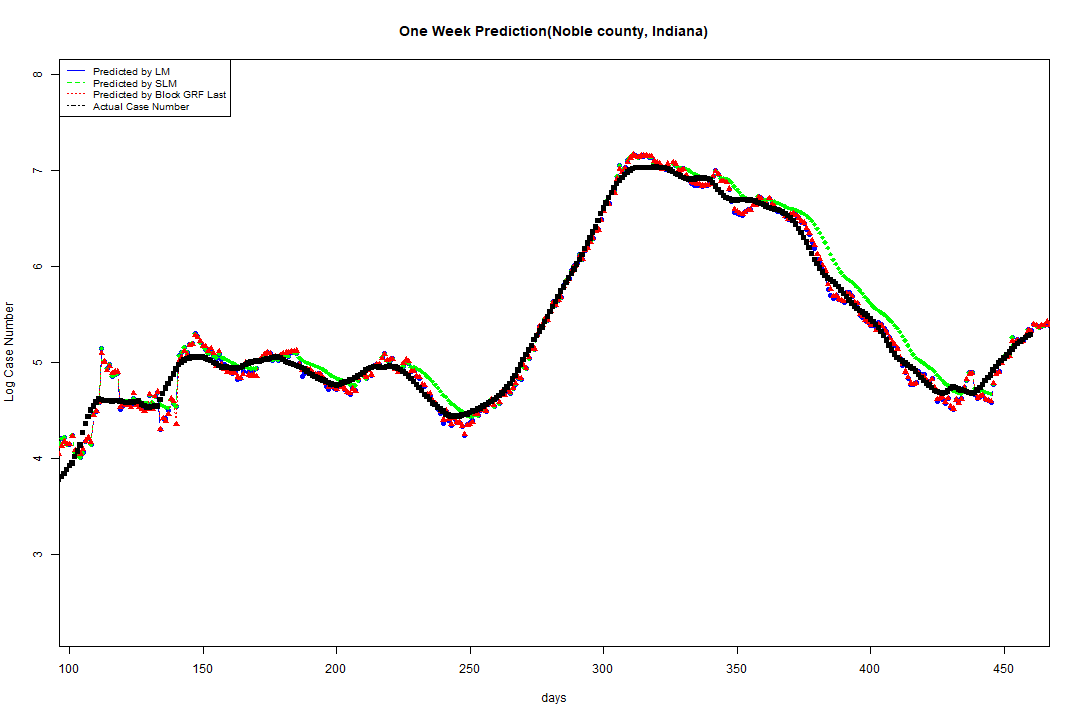 One Week Prediction(Noble county, Indiana)
Predicted by LM
Predicted by SLM
Predicted by Block GRF Last
Actual Case Number
8
7
6
5
4
3
Log Case Number
100 150 200 250 300 350 400 450
days